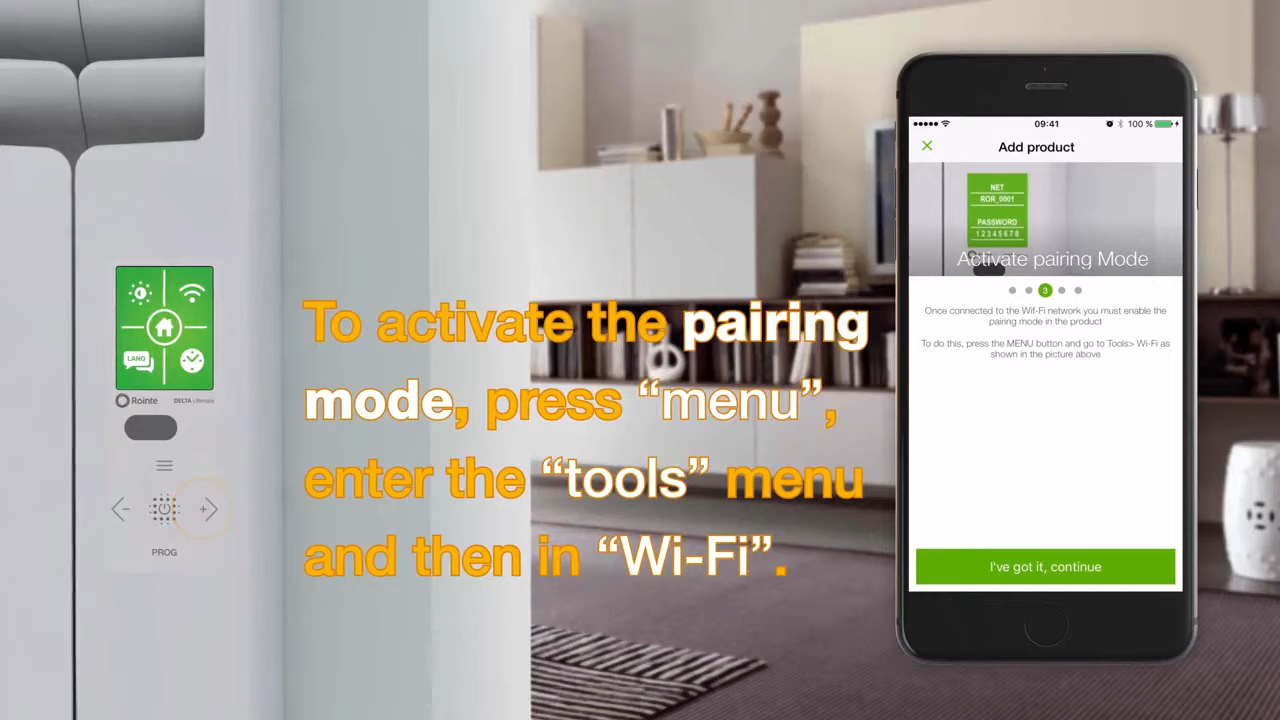 LANG
Rointe
DELTA Ultimate
PROG
To activate the pairing
mode, press “menu”,
enter the “tools” menu
and then in “Wi-Fi”.
09:41
100 %
Add product
NET
ROR_0001
PASSWORD
12345678
Activate pairing Mode
3
Once connected to the Wif-Fi network you must enable the
pairing mode in the product
To do this, press the MENU button and go to Tools> Wi-Fi as
shown in the picture above
I've got it, continue